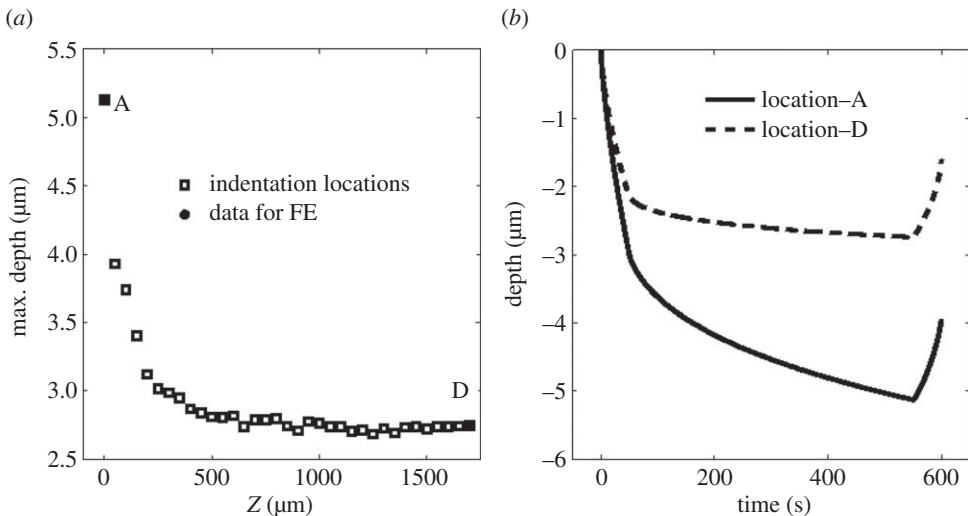 (a)
5.5
5.0
4.5
4.0
3.5
3.0
2.5
max. depth (µm)
A
indentation locations
data for FE
D
0
500
1000
1500
Z (µm)
(b)
0
–1
–2
–3
–4
–5
–6
depth (µm)
location–A
location–D
0
200
400
600
time (s)